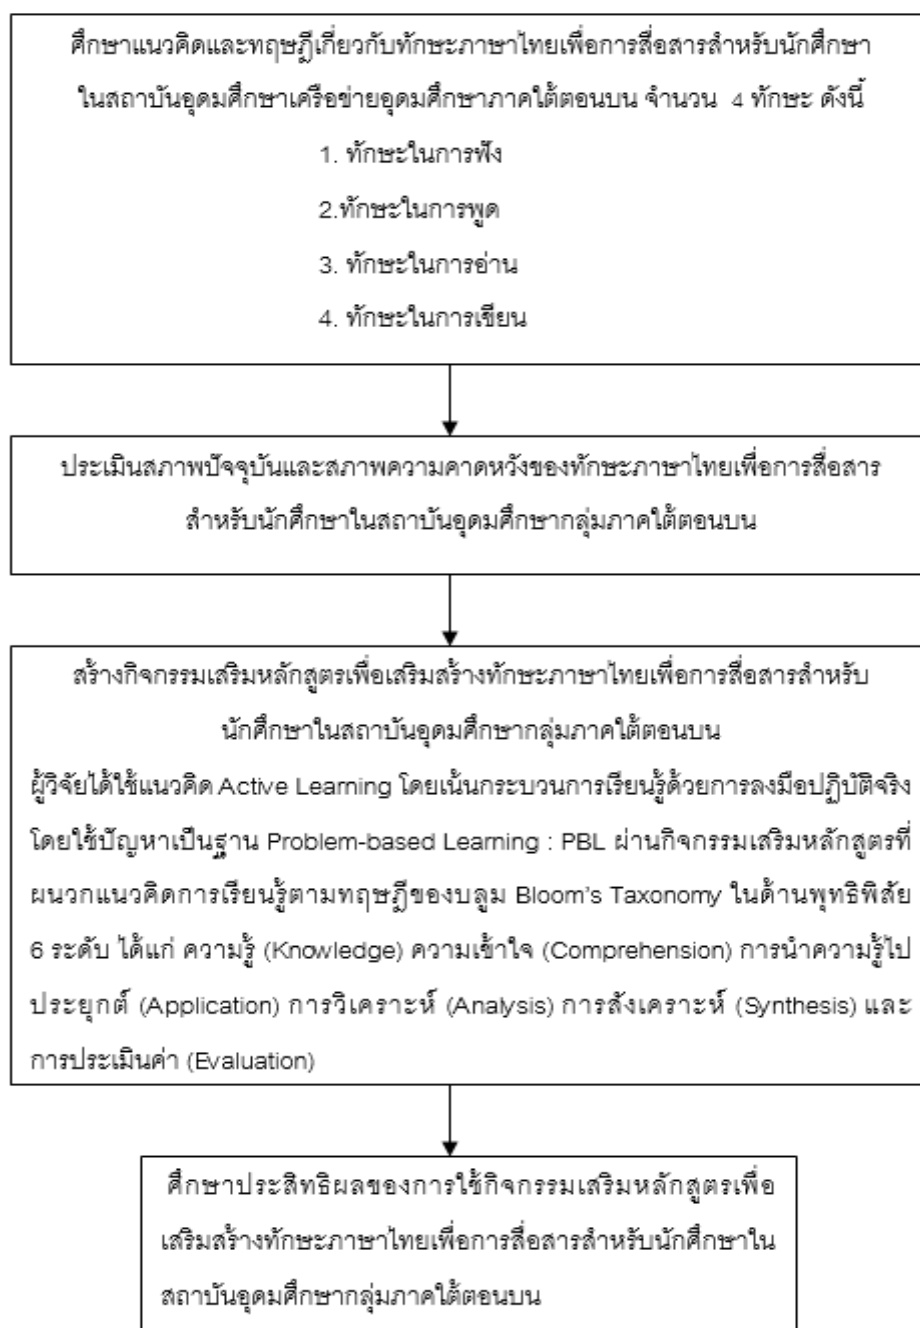 ศึกษาแนวคิดและทฤษฎีเกี่ยวกับทักษะภาษาไทยเพื่อการสื่อสารสำหรับนักศึกษา
ในสถาบันอุดมศึกษาเครือข่ายอุดมศึกษาภาคใต้ตอนบน จำนวน 4 ทักษะ ดังนี้
1. ทักษะในการฟัง
2.ทักษะในการพูด
3. ทักษะในการอ่าน
4. ทักษะในการเขียน
ประเมินสภาพปัจจุบันและสภาพความคาดหวังของทักษะภาษาไทยเพื่อการสื่อสาร
สำหรับนักศึกษาในสถาบันอุดมศึกษากลุ่มภาคใต้ตอนบน
สร้างกิจกรรมเสริมหลักสูตรเพื่อเสริมสร้างทักษะภาษาไทยเพื่อการสื่อสารสำหรับ
นักศึกษาในสถาบันอุดมศึกษากลุ่มภาคใต้ตอนบน
ผู้วิจัยได้ใช้แนวคิด Active Learning โดยเน้นกระบวนการเรียนรู้ด้วยการลงมือปฏิบัติจริง
โดยใช้ปัญหาเป็นฐาน Problem-based Learning : PBL ผ่านกิจกรรมเสริมหลักสูตรที่
ผนวกแนวคิดการเรียนรู้ตามทฤษฎีของบลูม Bloom's Taxonomy ในด้านพุทธิพิสัย
6 ระดับ ได้แก่ ความรู้ (Knowledge) ความเข้าใจ (Comprehension) การนำความรู้ไป
ประยุกต์ (Application) การวิเคราะห์ (Analysis) การสังเคราะห์ (Synthesis) และ
การประเมินค่า (Evaluation)
ศึกษาประสิทธิผลของการใช้กิจกรรมเสริมหลักสูตรเพื่อ
เสริมสร้างทักษะภาษาไทยเพื่อการสื่อสารสำหรับนักศึกษาใน
สถาบันอุดมศึกษากลุ่มภาคใต้ตอนบน